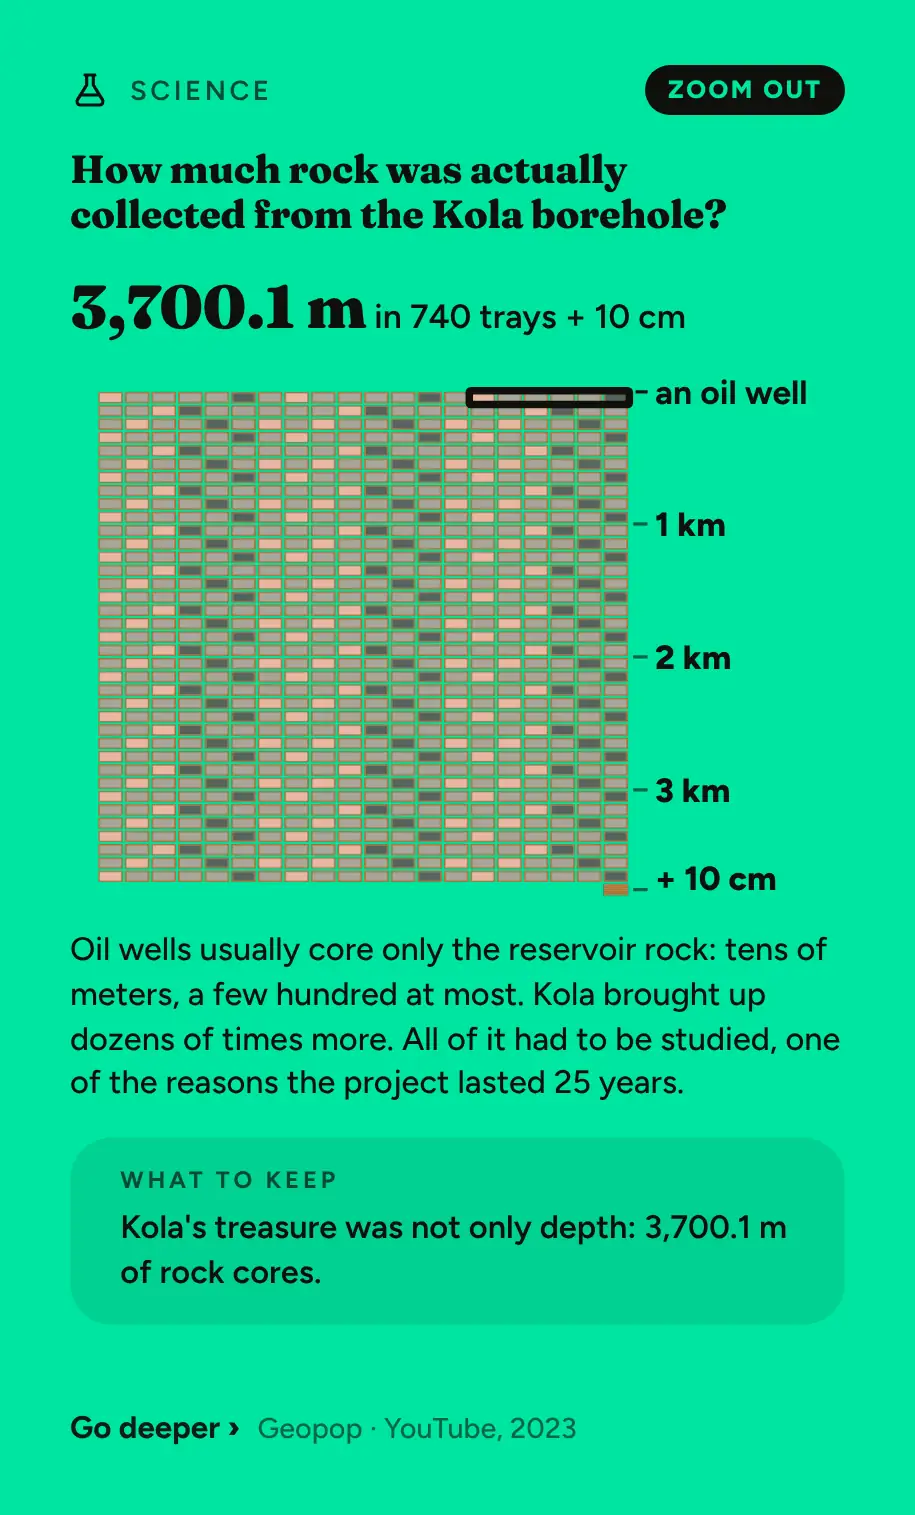 SCIENCE
ZOOM OUT
How much rock was actually
collected from the Kola borehole?
3,700.1 m in 740 trays + 10 cm
an oil well
1 km
2 km
3 km
+ 10 cm
Oil wells usually core only the reservoir rock: tens of
meters, a few hundred at most. Kola brought up
dozens of times more. All of it had to be studied, one
of the reasons the project lasted 25 years.
WHAT TO KEEP
Kola's treasure was not only depth: 3,700.1 m
of rock cores.
Go deeper › Geopop · YouTube, 2023